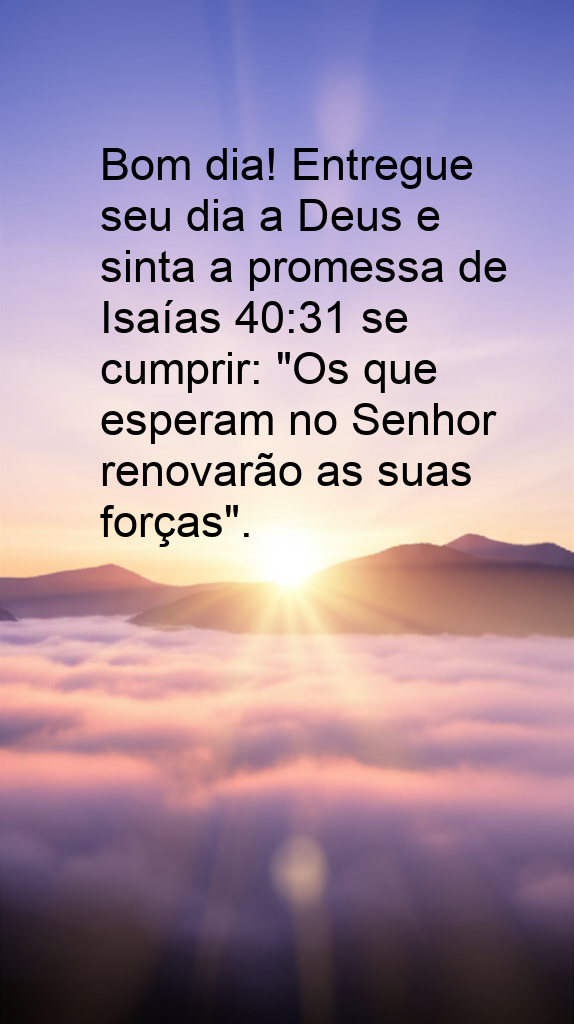 Bom dia! Entregue
seu dia a Deus e
sinta a promessa de
Isaías 40:31 se
cumprir: "Os que
esperam no Senhor
renovarão as suas
forças".